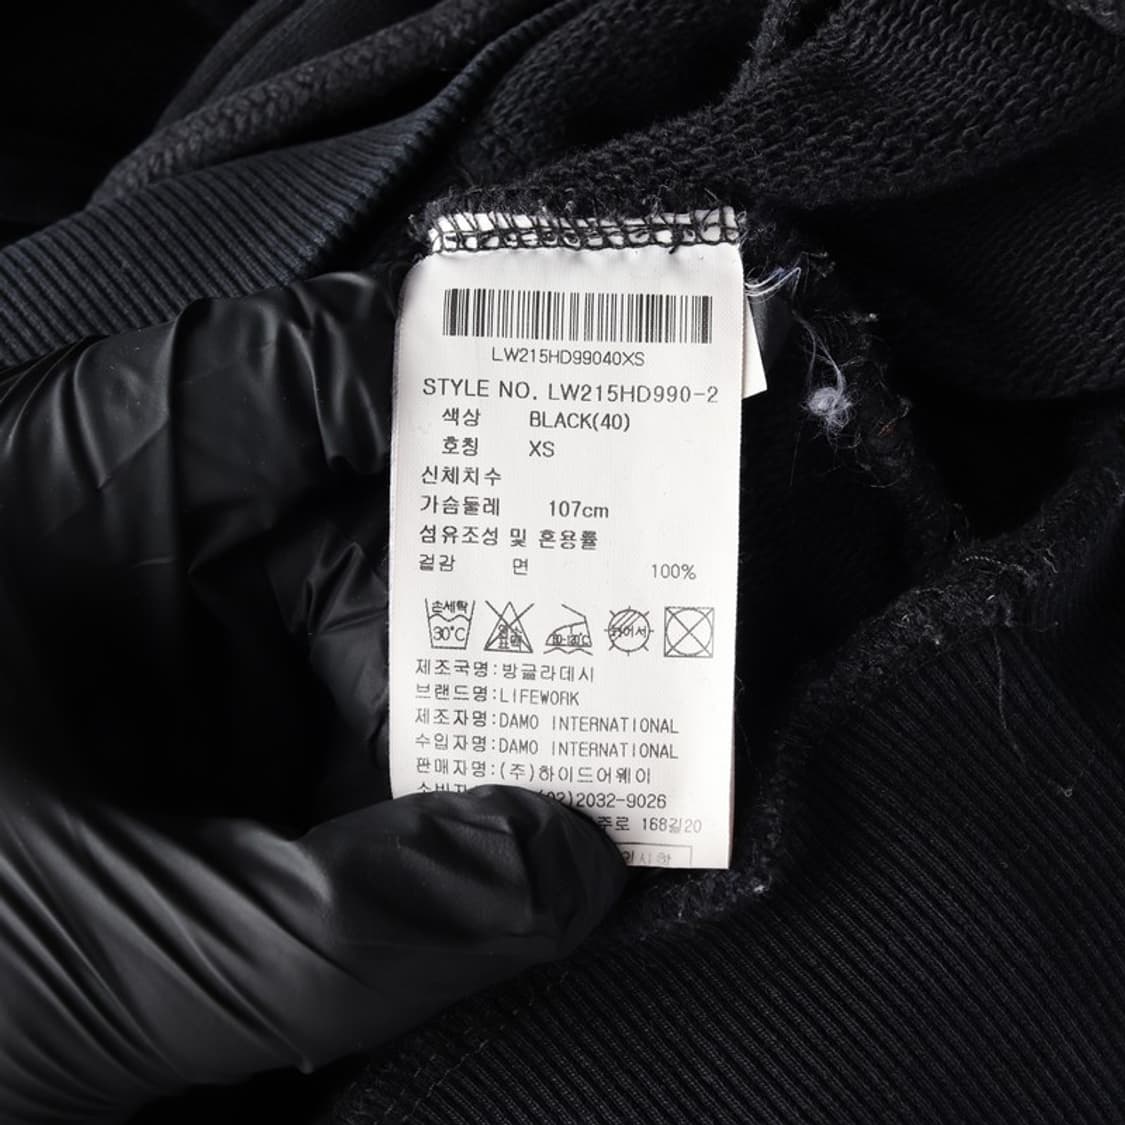 LW215HD99040XS
STYLE NO. LW215HD990-2
색상 BLACK(40)
호칭 XS
신체치수
가슴둘레 107cm
섬유조성 및 혼용률
겉감 면 100%
손세탁
30°C
제조국명:방글라데시
브랜드명:LIFEWORK
제조자명:DAMO INTERNATIONAL
수입자명:DAMO INTERNATIONAL
판매자명:(주)하이드어웨이
(02)2032-9026
168길20